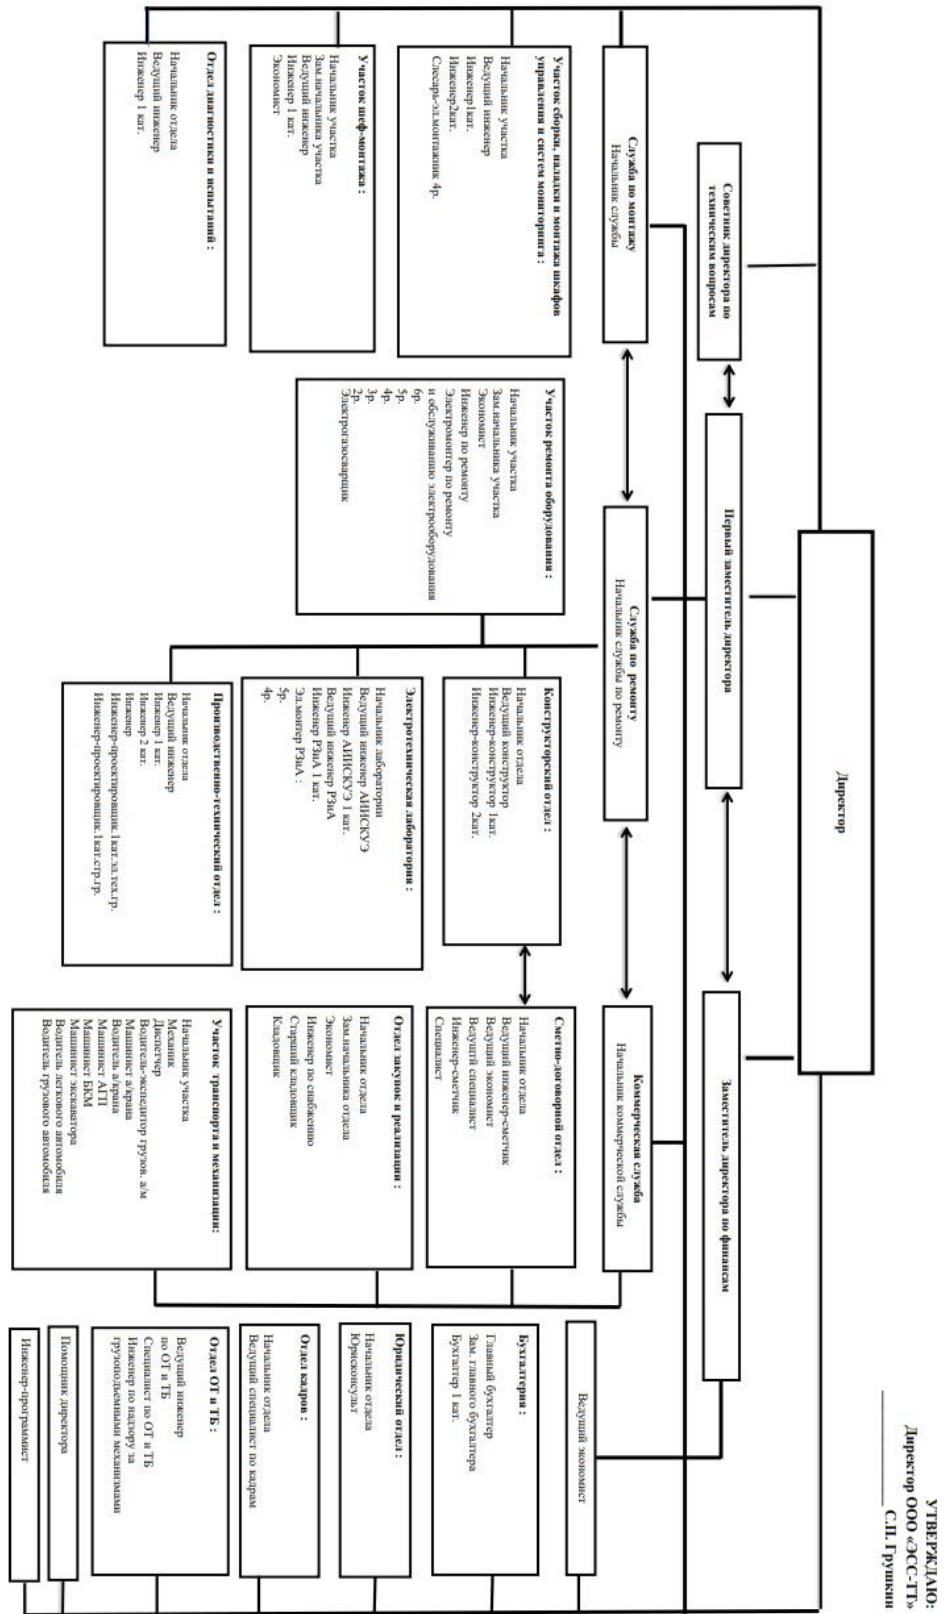 УТВЕРЖДАЮ:
Директор ООО «ЭСС-ТТ»
С.П. Грушкин
Директор
Советник директора по
техническим вопросам
Первый заместитель директора
Заместитель директора по финансам
Служба по монтажу
Начальник службы
Служба по ремонту
Начальник службы по ремонту
Коммерческая служба
Начальник коммерческой службы
Ведущий экономист
Участок сборки, наладки и монтажа шкафов
управления и систем мониторинга :
Начальник участка
Ведущий инженер
Инженер1кат.
Инженер2кат.
Слесарь-эл.монтажник 4р.
Участок шеф-монтажа :
Начальник участка
Зам.начальника участка
Ведущий инженер
Инженер 1 кат.
Экономист
Отдел диагностики и испытаний :
Начальник отдела
Ведущий инженер
Инженер 1 кат.
Участок ремонта оборудования :
Начальник участка
Зам.начальника участка
Экономист
Инженер по ремонту
Электромонтер по ремонту
и обслуживанию электрооборудования
6р.
5р.
4р.
3р.
2р.
Электрогазосварщик
Конструкторский отдел :
Начальник отдела
Ведущий конструктор
Инженер-конструктор 1кат.
Инженер-конструктор 2кат.
Электротехническая лаборатория :
Начальник лаборатории
Ведущий инженер АИИСКУЭ
Инженер АИИСКУЭ 1 кат.
Ведущий инженер РЗиА
Инженер РЗиА 1 кат.
Эл.монтер РЗиА :
5р.
4р.
Производственно-технический отдел :
Начальник отдела
Ведущий инженер
Инженер 1 кат.
Инженер 2 кат.
Инженер
Инженер-проектировщик 1кат.эл.тех.гр.
Инженер-проектировщик 1кат.стр.гр.
Сметно-договорной отдел :
Начальник отдела
Ведущий инженер-сметчик
Ведущий экономист
Ведущтй специалист
Инженер-сметчик
Специалист
Отдел закупок и реализации :
Начальник отдела
Зам.начальника отдела
Экономист
Инженер по снабжению
Старший кладовщик
Кладовщик
Участок транспорта и механизации:
Начальник участка
Механик
Диспетчер
Водитель-экспедитор грузов. а/м
Машинист а/крана
Водитель а/крана
Машинист АГП
Машинист БКМ
Машинист экскаватора
Водитель легкового автомобиля
Водитель грузового автомобиля
Бухгалтерия :
Главный бухгалтер
Зам. главного бухгалтера
Бухгалтер 1 кат.
Юридический отдел :
Начальник отдела
Юрисконсульт
Отдел кадров :
Начальник отдела
Ведущий специалист по кадрам
Отдел ОТ и ТБ :
Ведущий инженер
по ОТ и ТБ
Специалист по ОТ и ТБ
Инженер по надзору за
грузоподъемными механизмами
Помощник директора
Инженер-программист